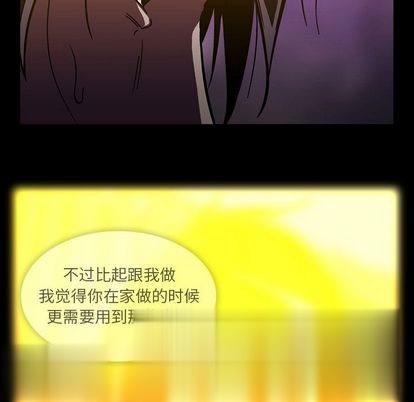 不过比起跟我做
我觉得你在家做的时候
更需要用到那